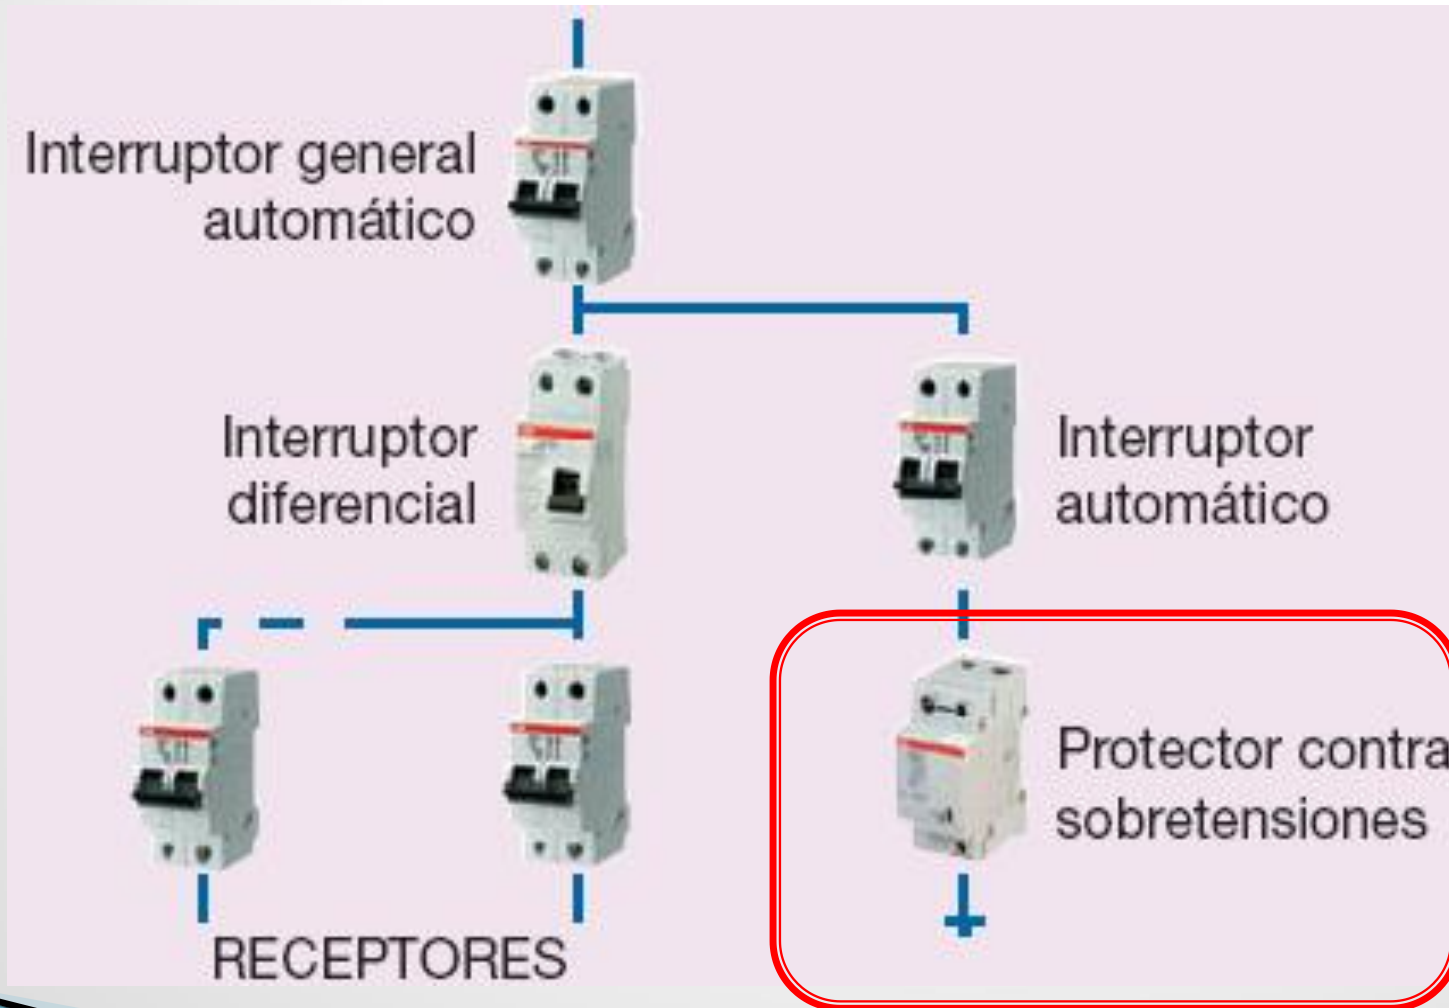 Interruptor general
automático
Interruptor
diferencial
Interruptor
automático
Protector contra
sobretensiones
RECEPTORES